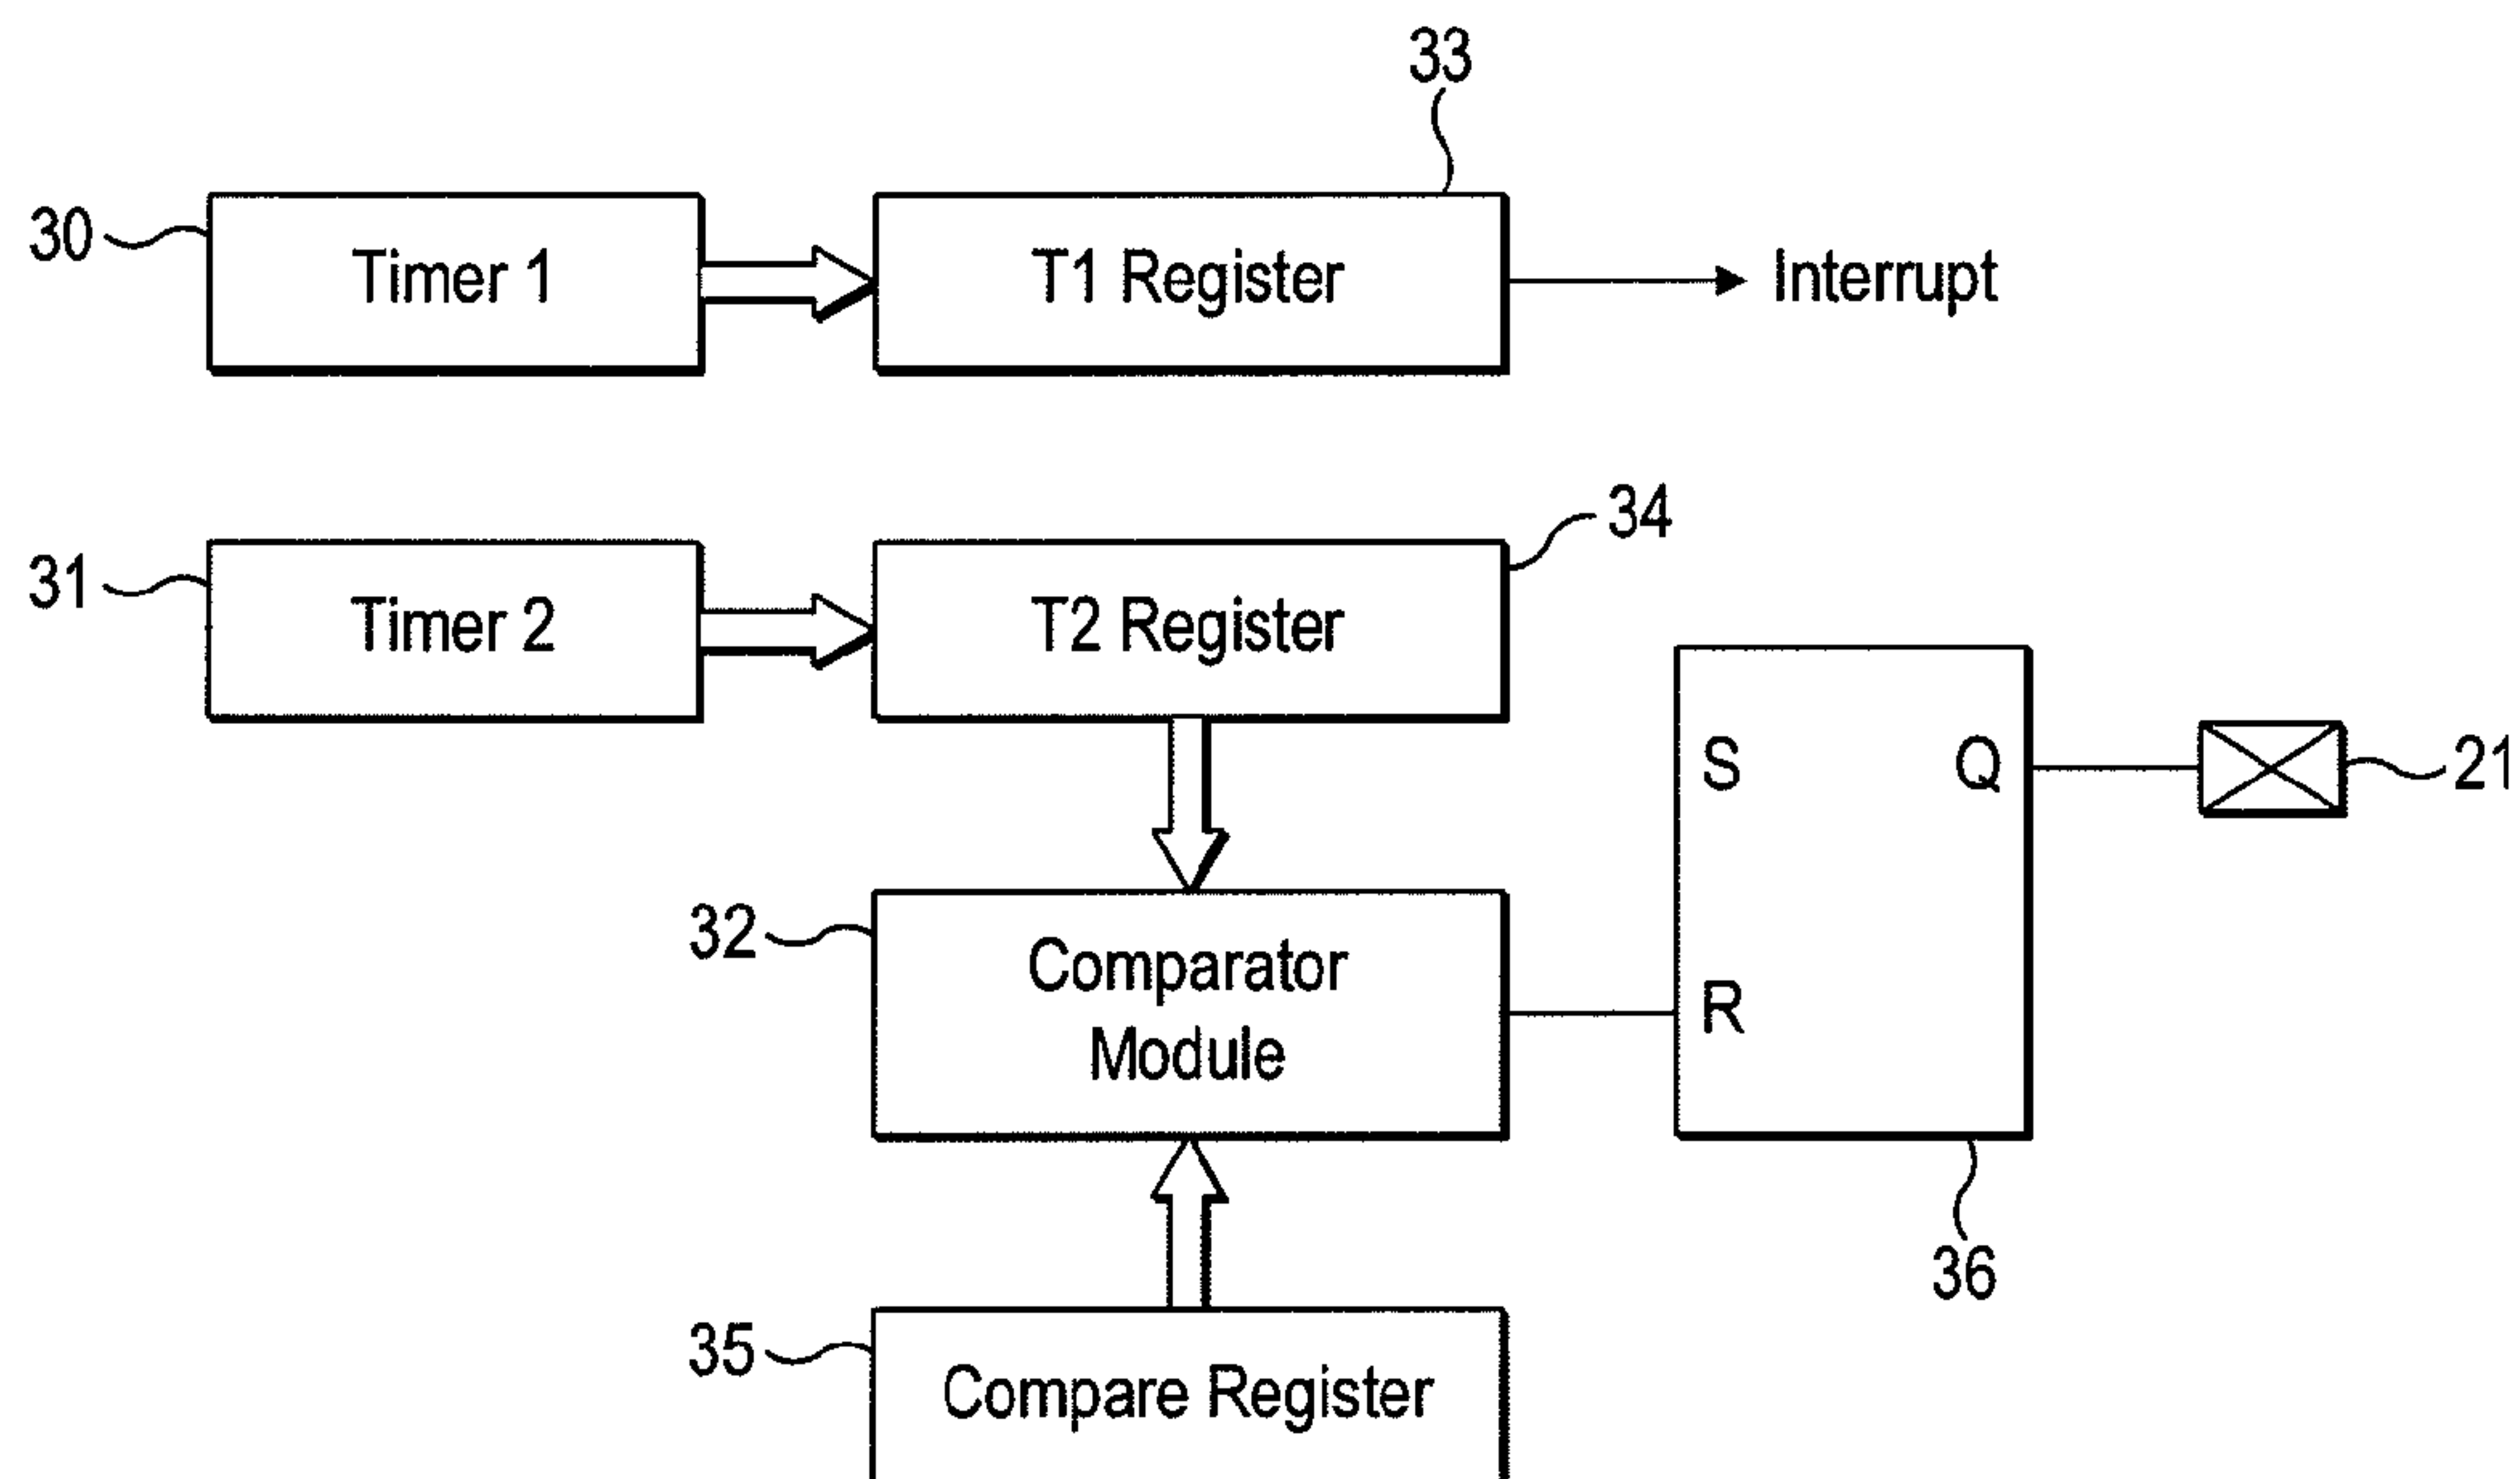 33
30
Timer 1
T1 Register
Interrupt
34
31
Timer 2
T2 Register
S
Q
21
32
Comparator
Module
R
36
35
Compare Register